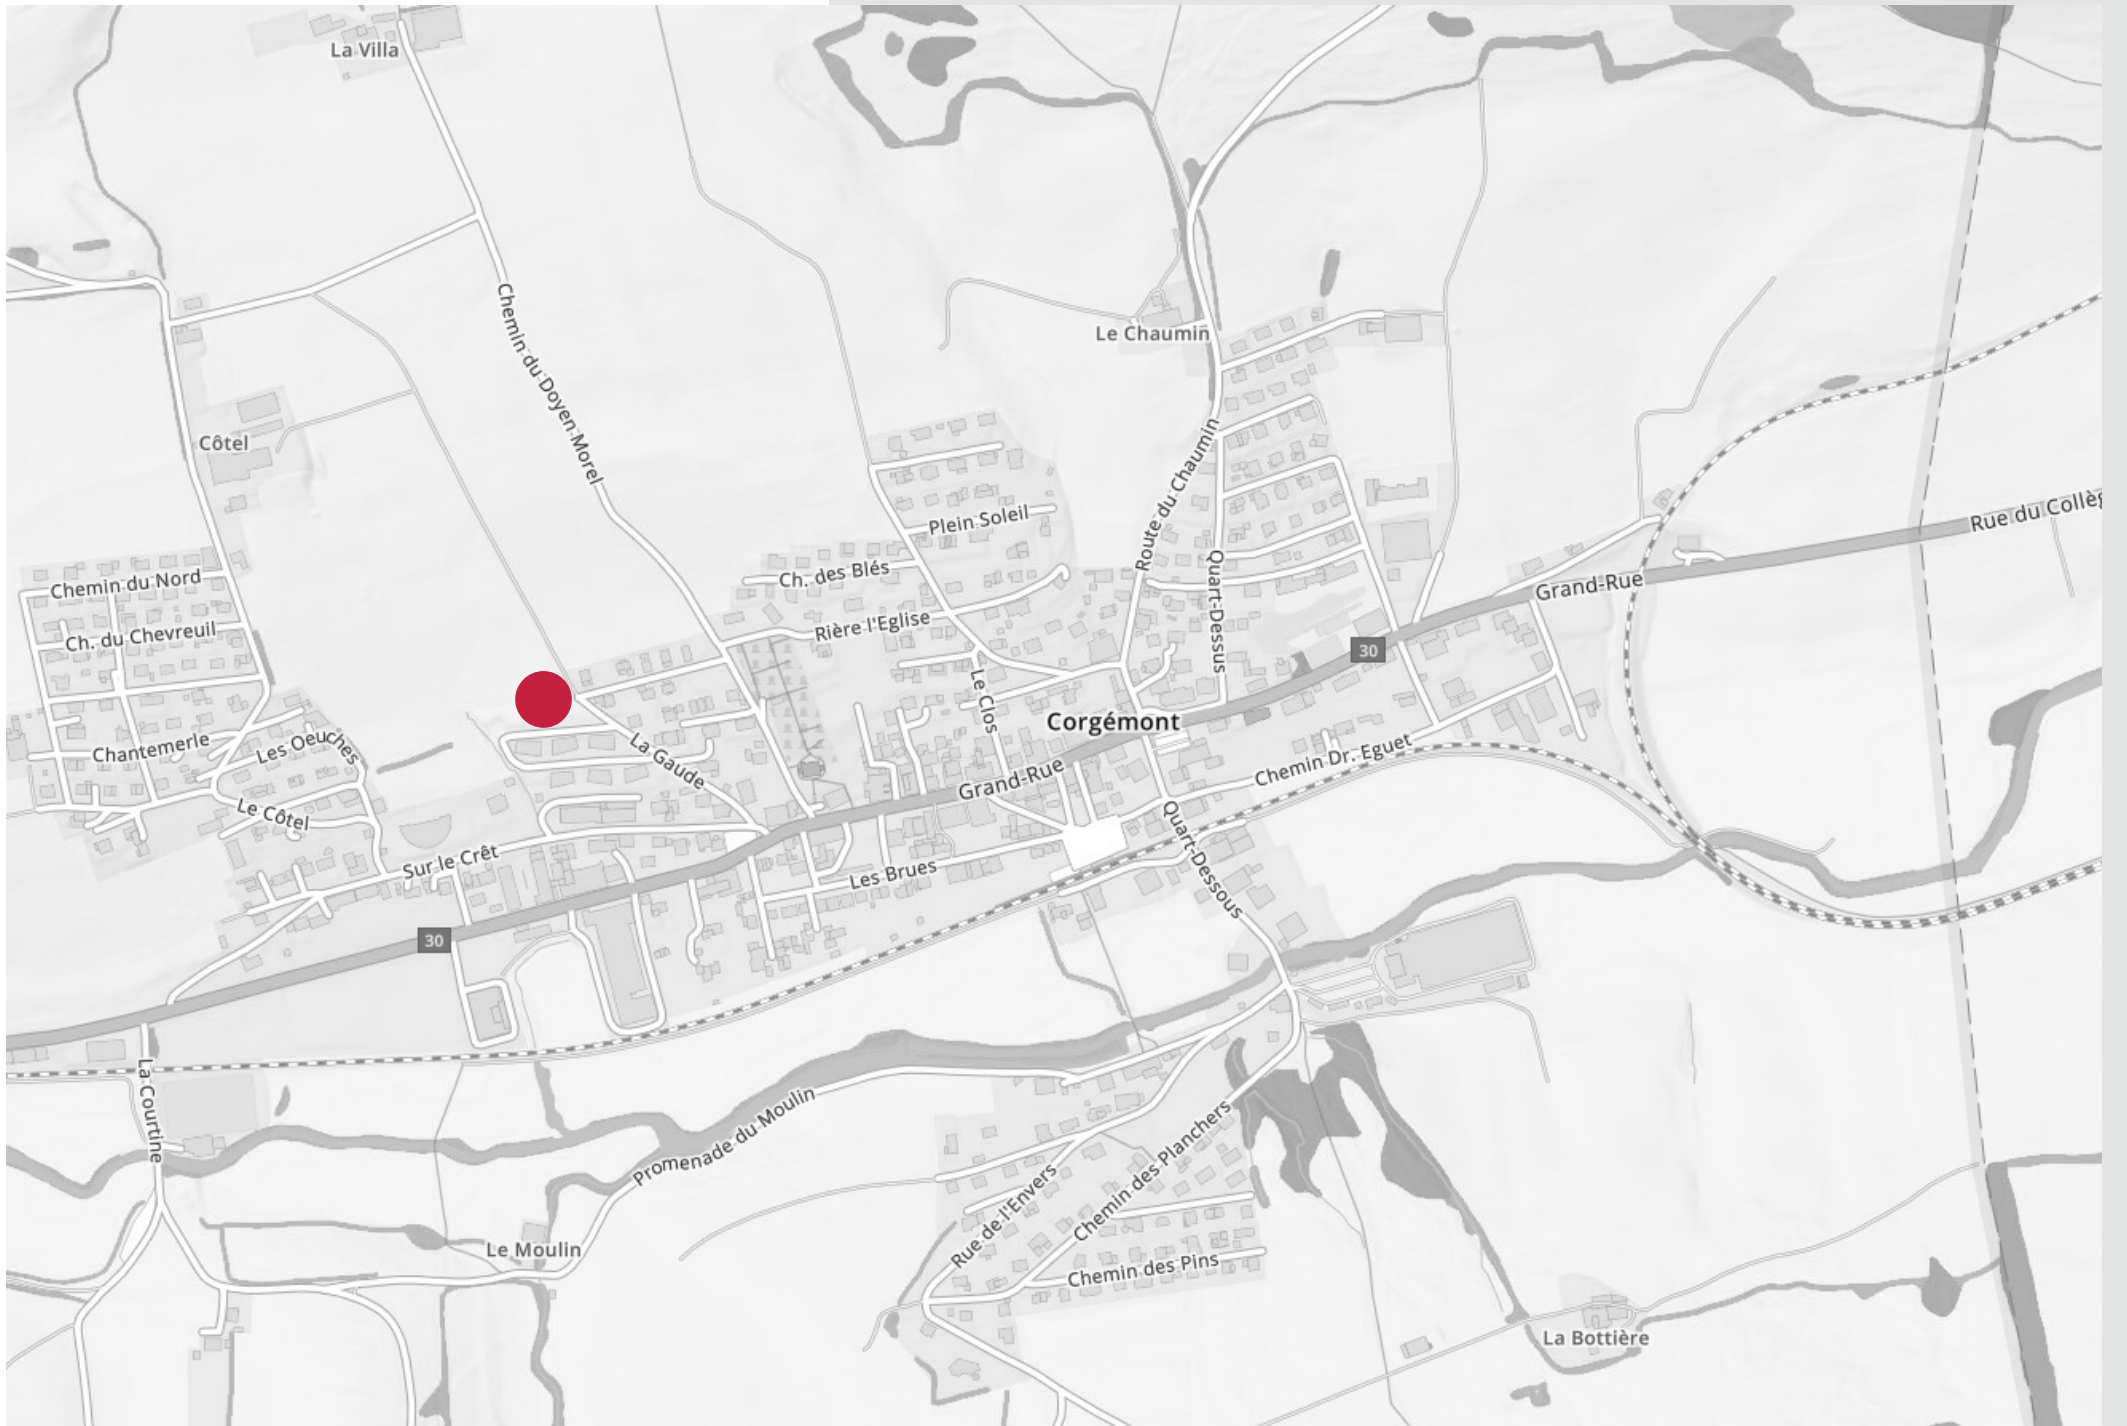 La Villa
Chemin du Doyen-Morel
Le Chaumin
Côtel
Route du Chaumin
Plein Soleil
Rue du Collèg
Quart-Dessus
Ch. des Blés
Chemin du Nord
Grand-Rue
Rière l'Eglise
Ch. du Chevreuil
30
Le Clos
Corgémont
Chantemerle
Les Oeuches
La Gaude
Chemin Dr. Eguet
Grand-Rue
Le Côtel
Sur le Crêt
Les Brues
Quart-Dessous
30
La Courtine
Promenade du Moulin
Chemin des Planchers
Rue de l'Envers
Le Moulin
Chemin des Pins
La Bottière